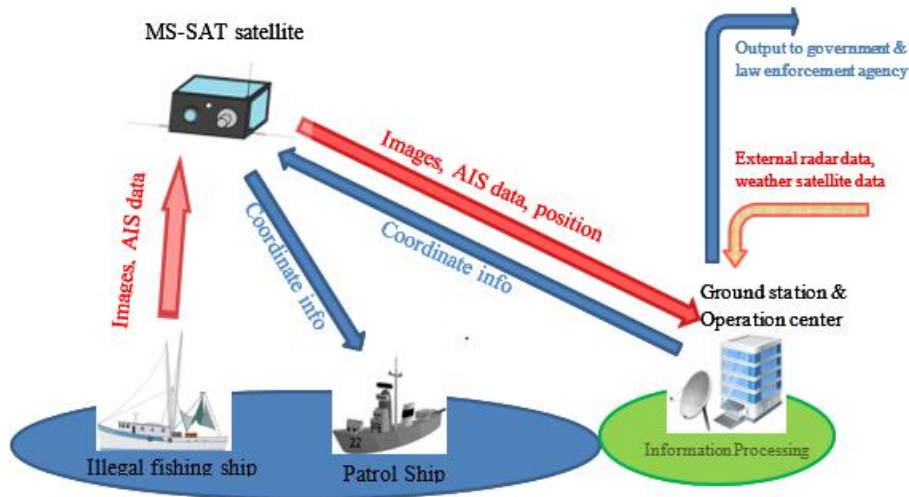 MS-SAT satellite
Output to government &
law enforcement agency
External radar data,
weather satellite data
Images, AIS data
Coordinate info
Images, AIS data, position
Coordinate info
Ground station &
Operation center
22
Illegal fishing ship
Patrol Ship
Information Processing